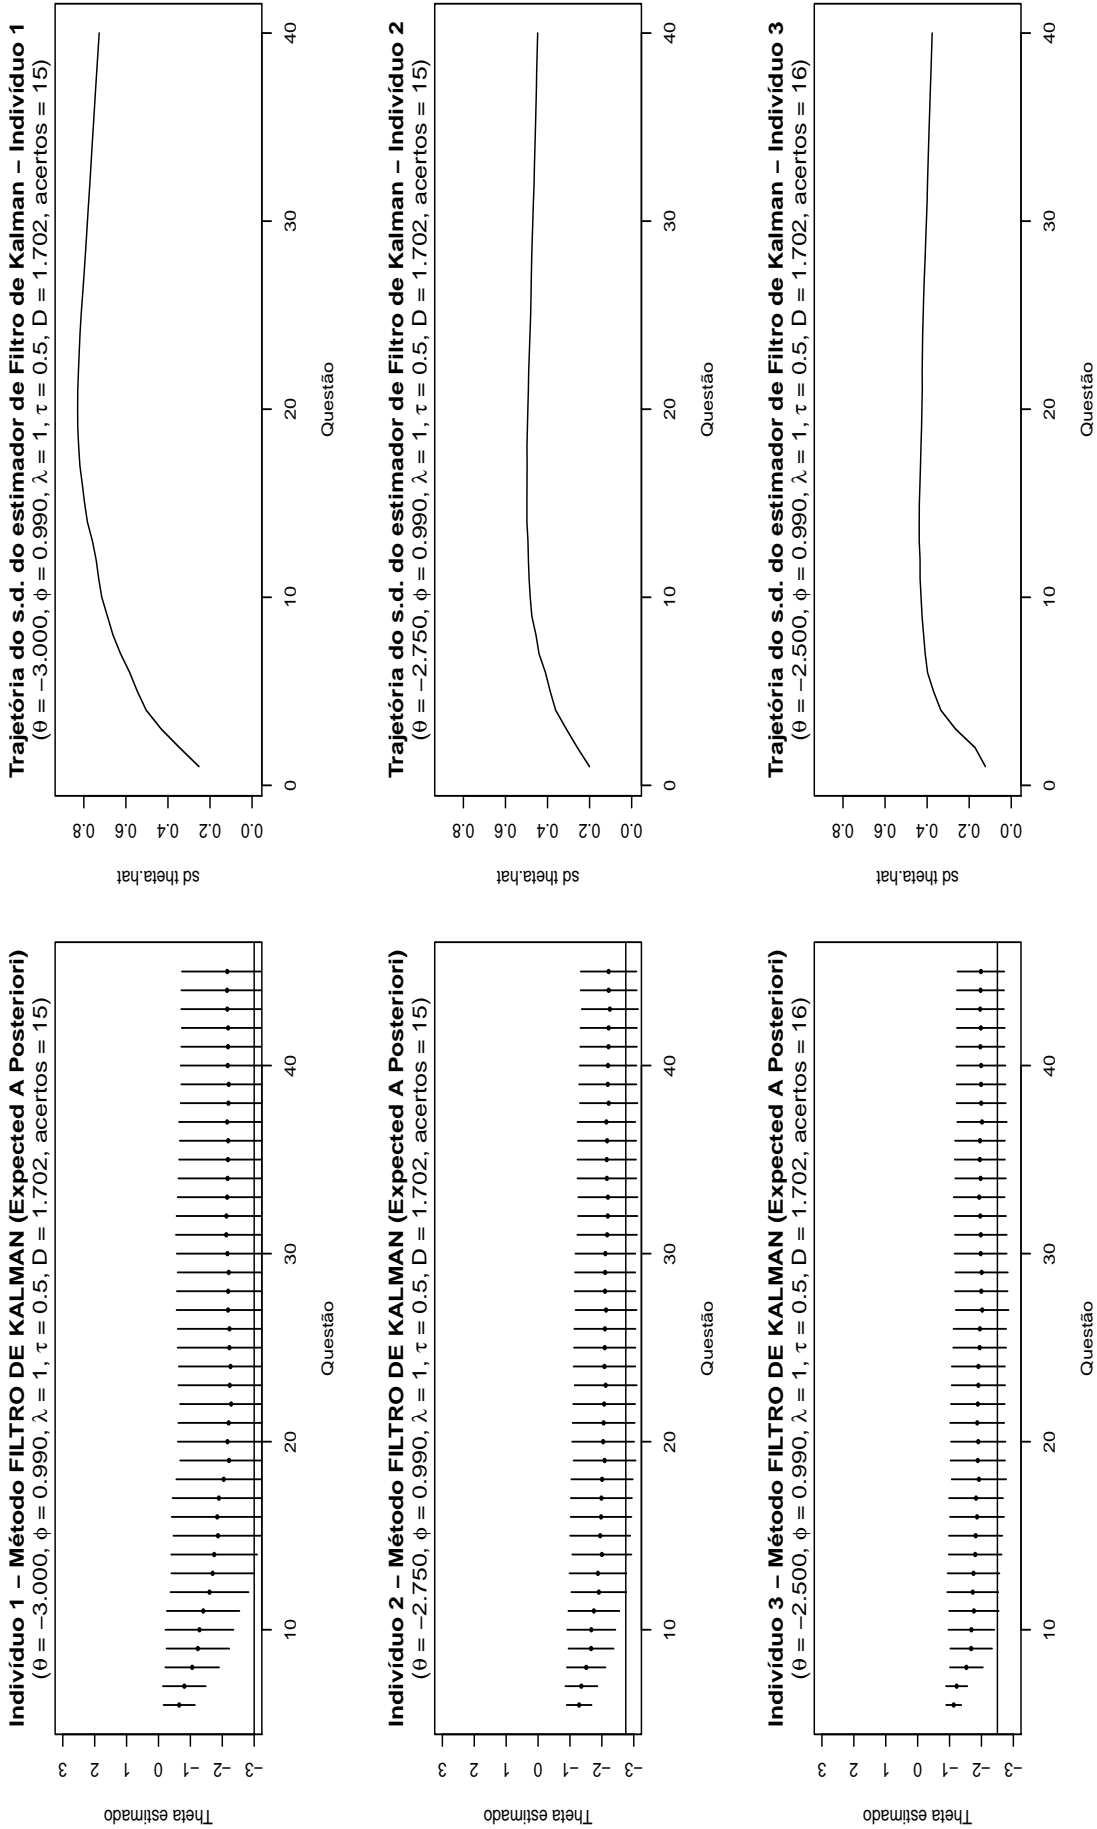 Indivíduo 1 – Método FILTRO DE KALMAN (Expected A Posteriori)
(θ = −3.000, φ = 0.990, λ = 1, τ = 0.5, D = 1.702, acertos = 15)
Theta estimado
3
2
1
0
−1
−2
−3
10
20
30
40
Questão
Trajetória do s.d. do estimador de Filtro de Kalman – Indivíduo 1
(θ = −3.000, φ = 0.990, λ = 1, τ = 0.5, D = 1.702, acertos = 15)
sd theta.hat
0.8
0.6
0.4
0.2
0.0
0
10
20
30
40
Questão
Indivíduo 2 – Método FILTRO DE KALMAN (Expected A Posteriori)
(θ = −2.750, φ = 0.990, λ = 1, τ = 0.5, D = 1.702, acertos = 15)
Theta estimado
3
2
1
0
−1
−2
−3
10
20
30
40
Questão
Trajetória do s.d. do estimador de Filtro de Kalman – Indivíduo 2
(θ = −2.750, φ = 0.990, λ = 1, τ = 0.5, D = 1.702, acertos = 15)
sd theta.hat
0.8
0.6
0.4
0.2
0.0
0
10
20
30
40
Questão
Indivíduo 3 – Método FILTRO DE KALMAN (Expected A Posteriori)
(θ = −2.500, φ = 0.990, λ = 1, τ = 0.5, D = 1.702, acertos = 16)
Theta estimado
3
2
1
0
−1
−2
−3
10
20
30
40
Questão
Trajetória do s.d. do estimador de Filtro de Kalman – Indivíduo 3
(θ = −2.500, φ = 0.990, λ = 1, τ = 0.5, D = 1.702, acertos = 16)
sd theta.hat
0.8
0.6
0.4
0.2
0.0
0
10
20
30
40
Questão